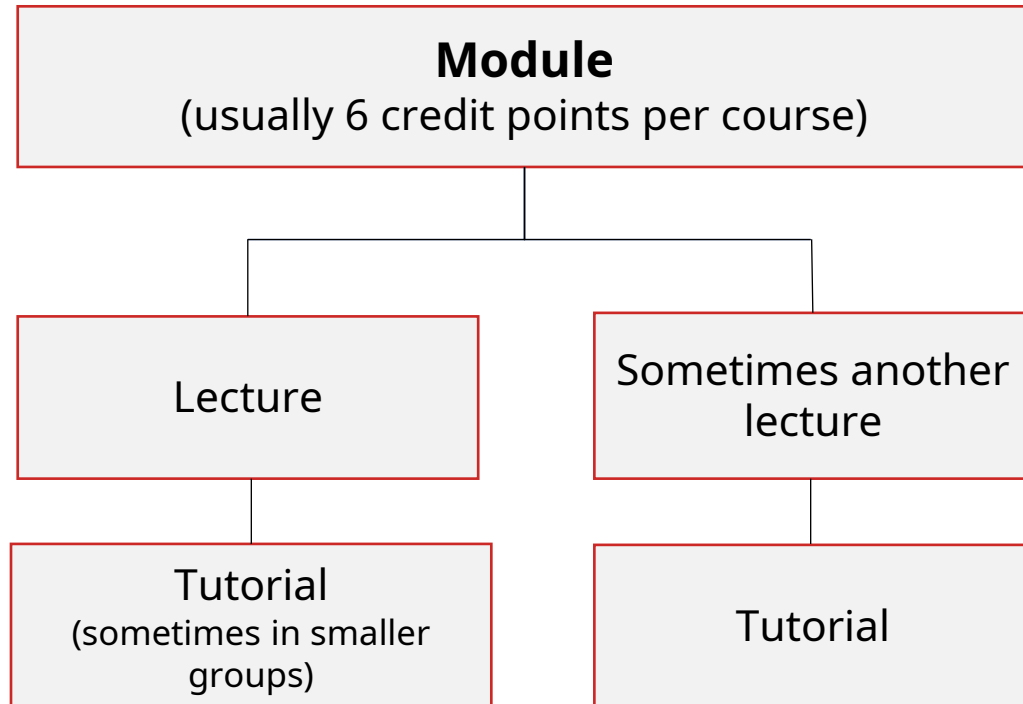 Module
(usually 6 credit points per course)
Lecture
Sometimes another
lecture
Tutorial
(sometimes in smaller
groups)
Tutorial